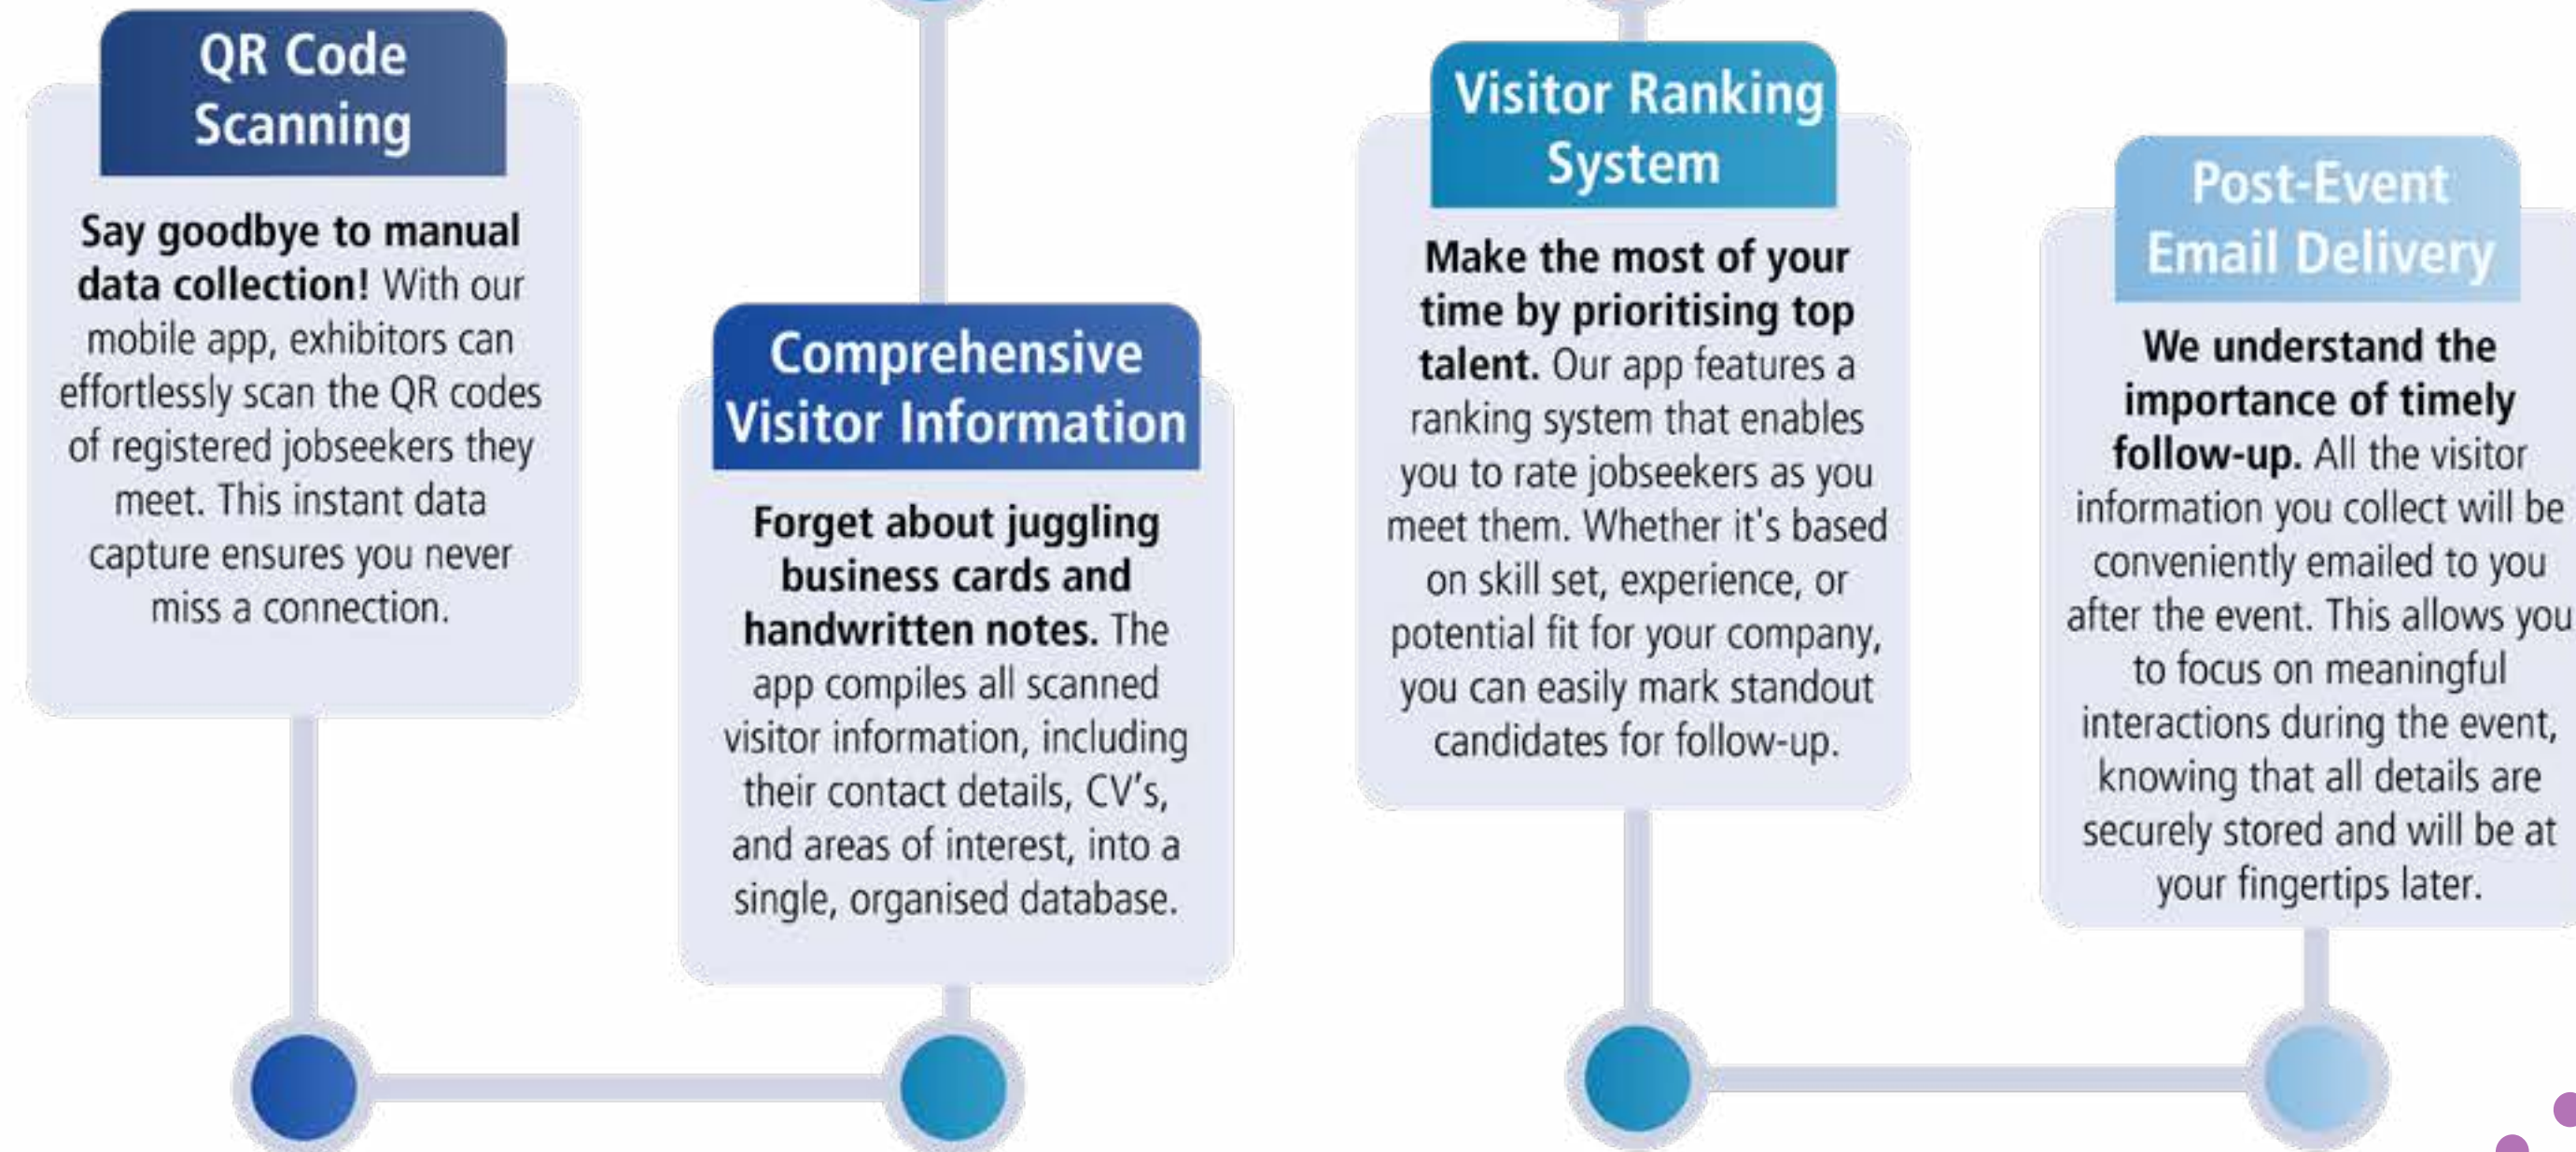 QR Code
Scanning
Say goodbye to manual
data collection! With our
mobile app, exhibitors can
effortlessly scan the QR codes
of registered jobseekers they
meet. This instant data
capture ensures you never
miss a connection.
Comprehensive
Visitor Information
Forget about juggling
business cards and
handwritten notes. The
app compiles all scanned
visitor information, including
their contact details, CV's,
and areas of interest, into a
single, organised database.
Visitor Ranking
System
Make the most of your
time by prioritising top
talent. Our app features a
ranking system that enables
you to rate jobseekers as you
meet them. Whether it's based
on skill set, experience, or
potential fit for your company,
you can easily mark standout
candidates for follow-up.
Post-Event
Email Delivery
We understand the
importance of timely
follow-up. All the visitor
information you collect will be
conveniently emailed to you
after the event. This allows you
to focus on meaningful
interactions during the event,
knowing that all details are
securely stored and will be at
your fingertips later.